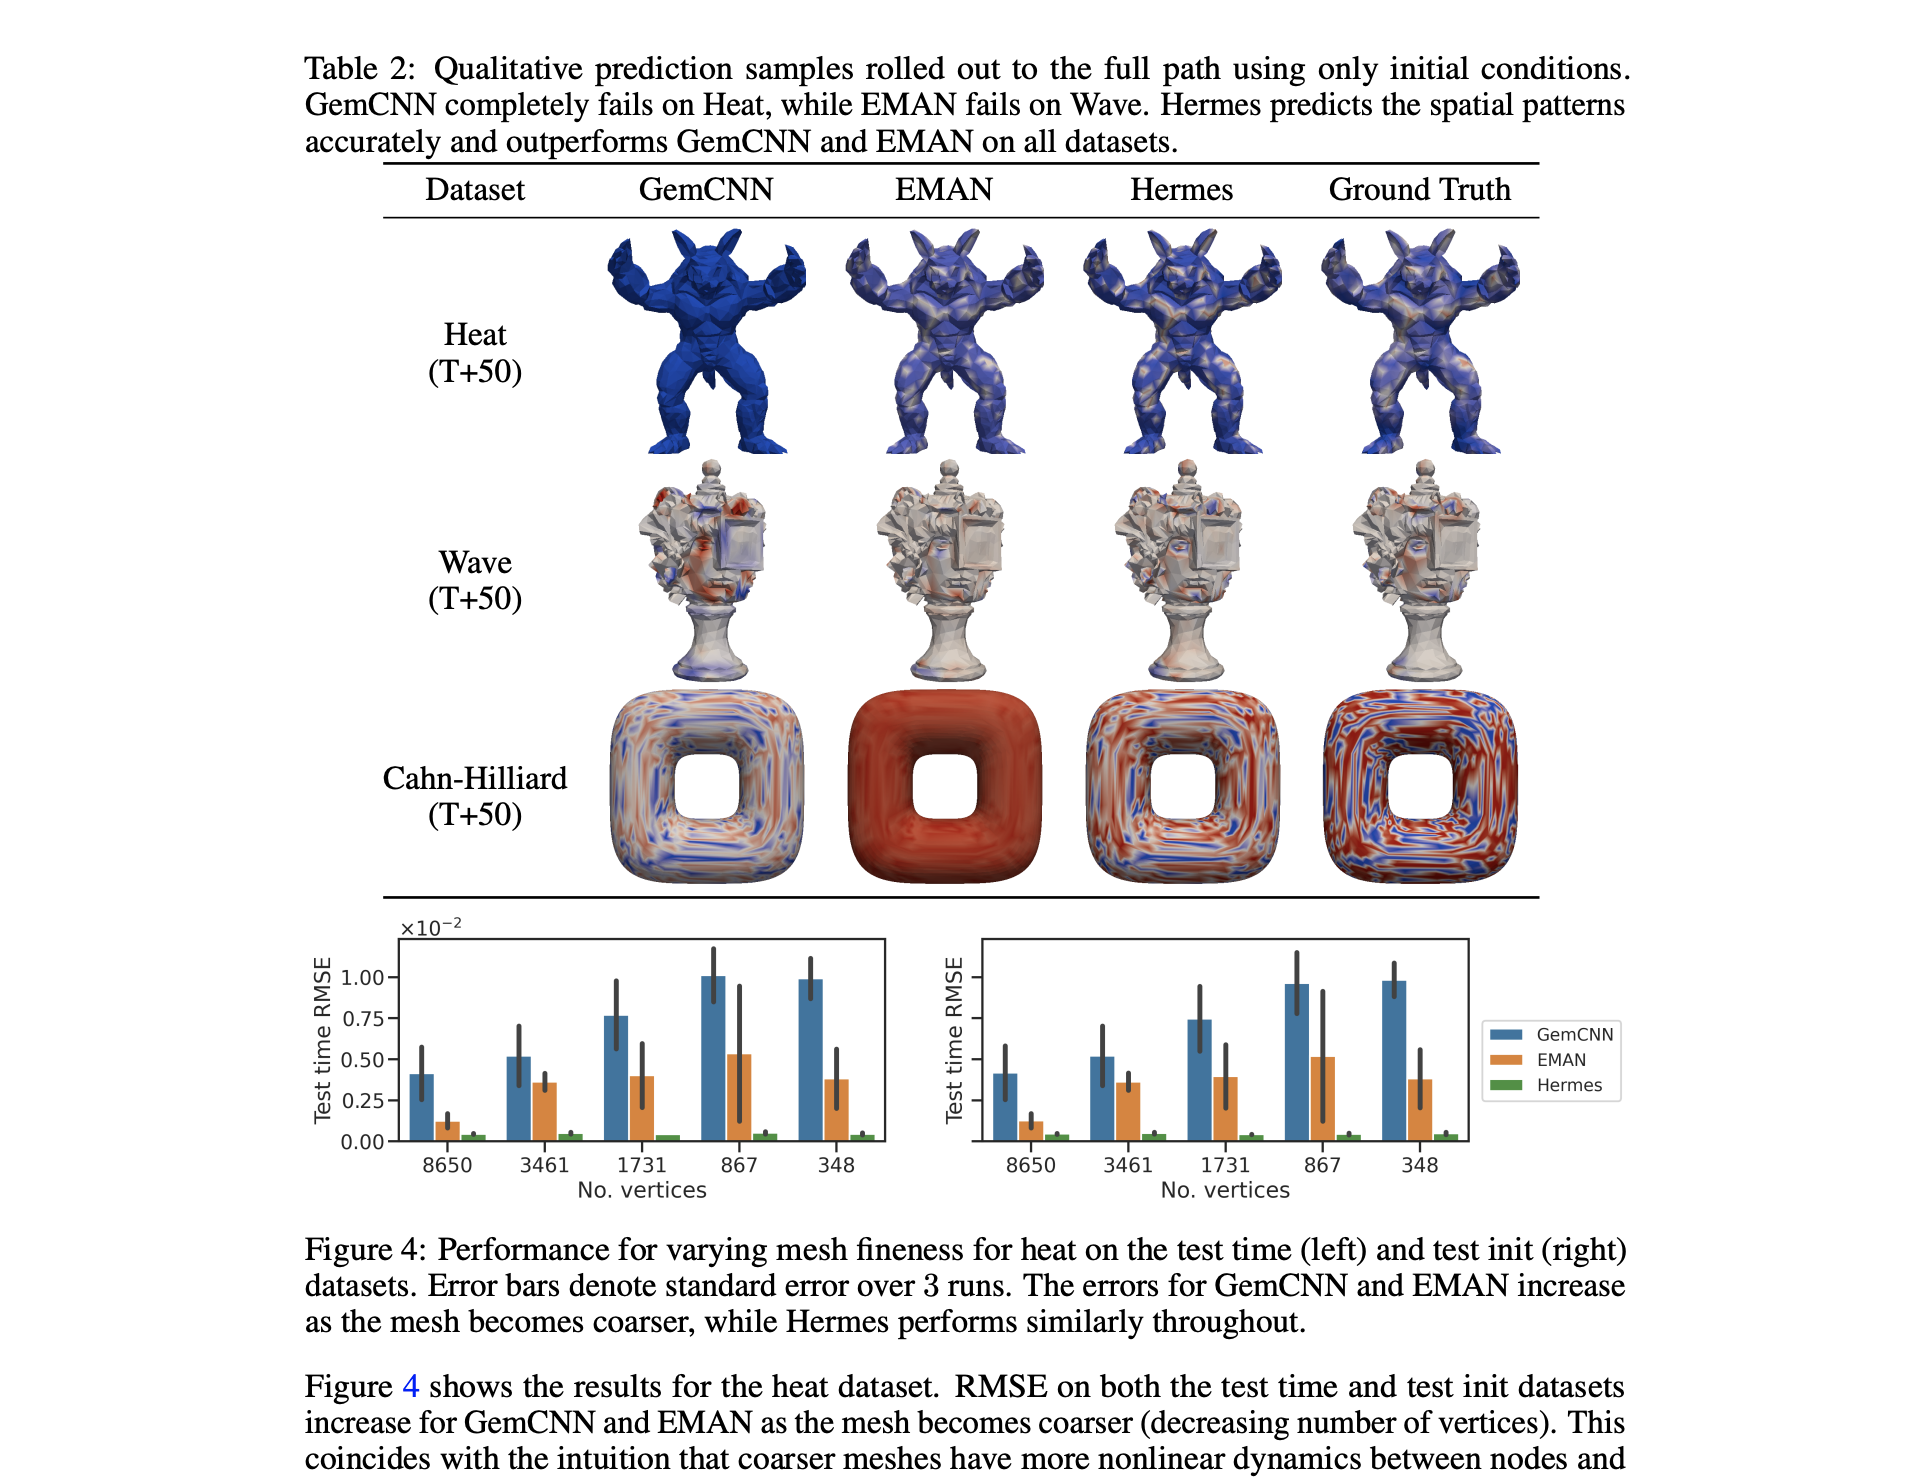 Table 2: Qualitative prediction samples rolled out to the full path using only initial conditions.
GemCNN completely fails on Heat, while EMAN fails on Wave. Hermes predicts the spatial patterns
accurately and outperforms GemCNN and EMAN on all datasets.
Dataset GemCNN EMAN Hermes Ground Truth
Heat
(T+50)
Wave
(T+50)
Cahn-Hilliard
(T+50)
×10⁻²
Test time RMSE
1.00
0.75
0.50
0.25
0.00
8650 3461 1731 867 348
No. vertices
Test time RMSE
8650 3461 1731 867 348
No. vertices
GemCNN
EMAN
Hermes
Figure 4: Performance for varying mesh fineness for heat on the test time (left) and test init (right)
datasets. Error bars denote standard error over 3 runs. The errors for GemCNN and EMAN increase
as the mesh becomes coarser, while Hermes performs similarly throughout.
Figure 4 shows the results for the heat dataset. RMSE on both the test time and test init datasets
increase for GemCNN and EMAN as the mesh becomes coarser (decreasing number of vertices). This
coincides with the intuition that coarser meshes have more nonlinear dynamics between nodes and